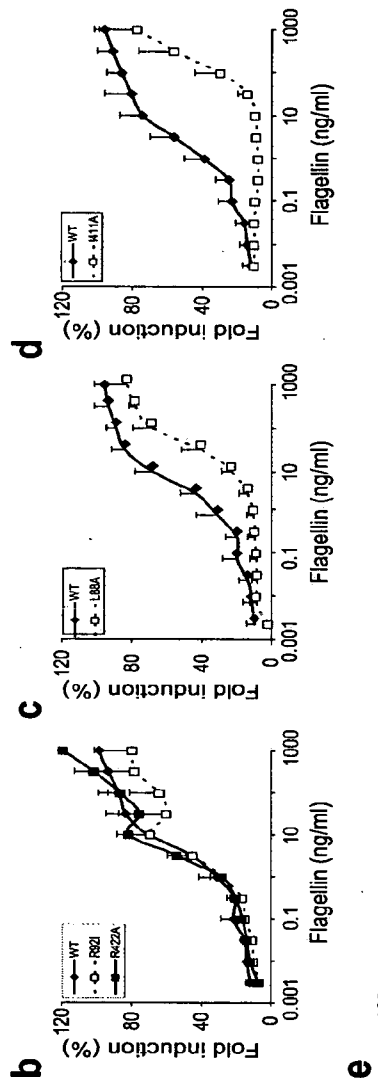 b
Fold induction (%)
120
80
40
0
WT
R92I
R422A
0.001 0.1 10 1000
Flagellin (ng/ml)
c
Fold induction (%)
120
80
40
0
WT
L88A
0.001 0.1 10 1000
Flagellin (ng/ml)
d
Fold induction (%)
120
80
40
0
WT
I411A
0.001 0.1 10 1000
Flagellin (ng/ml)
e